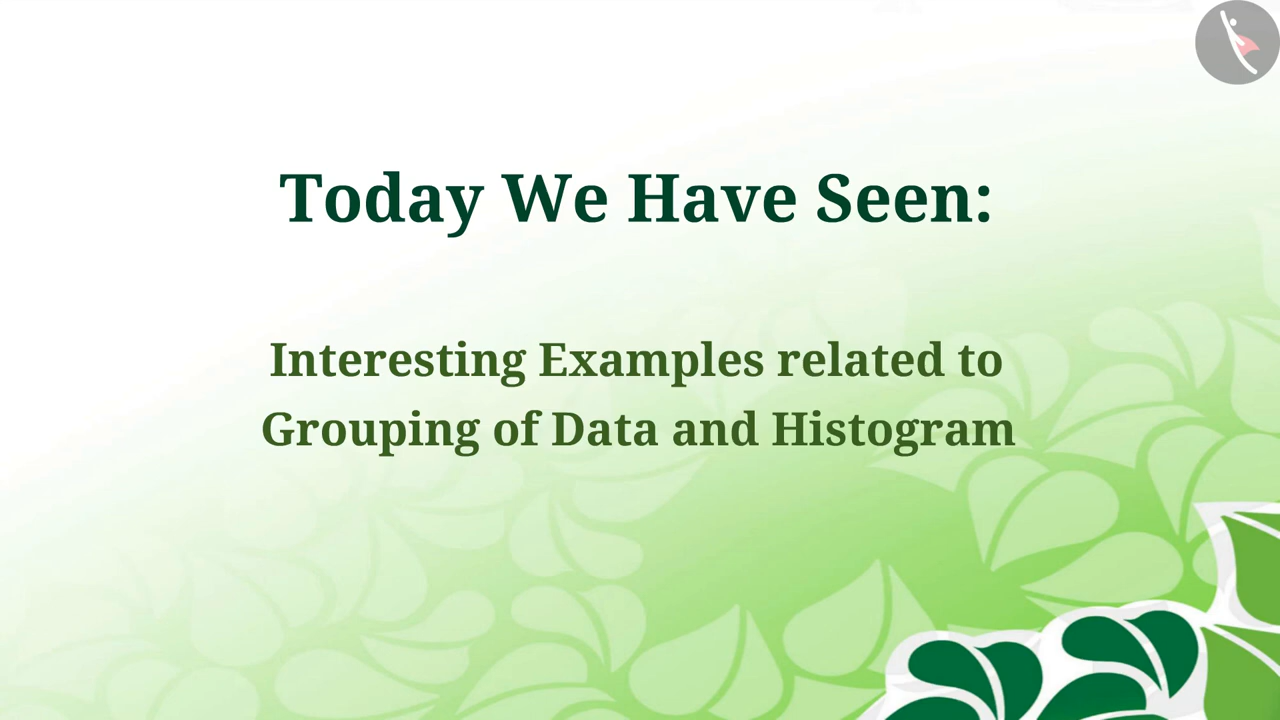 Today We Have Seen:
Interesting Examples related to
Grouping of Data and Histogram